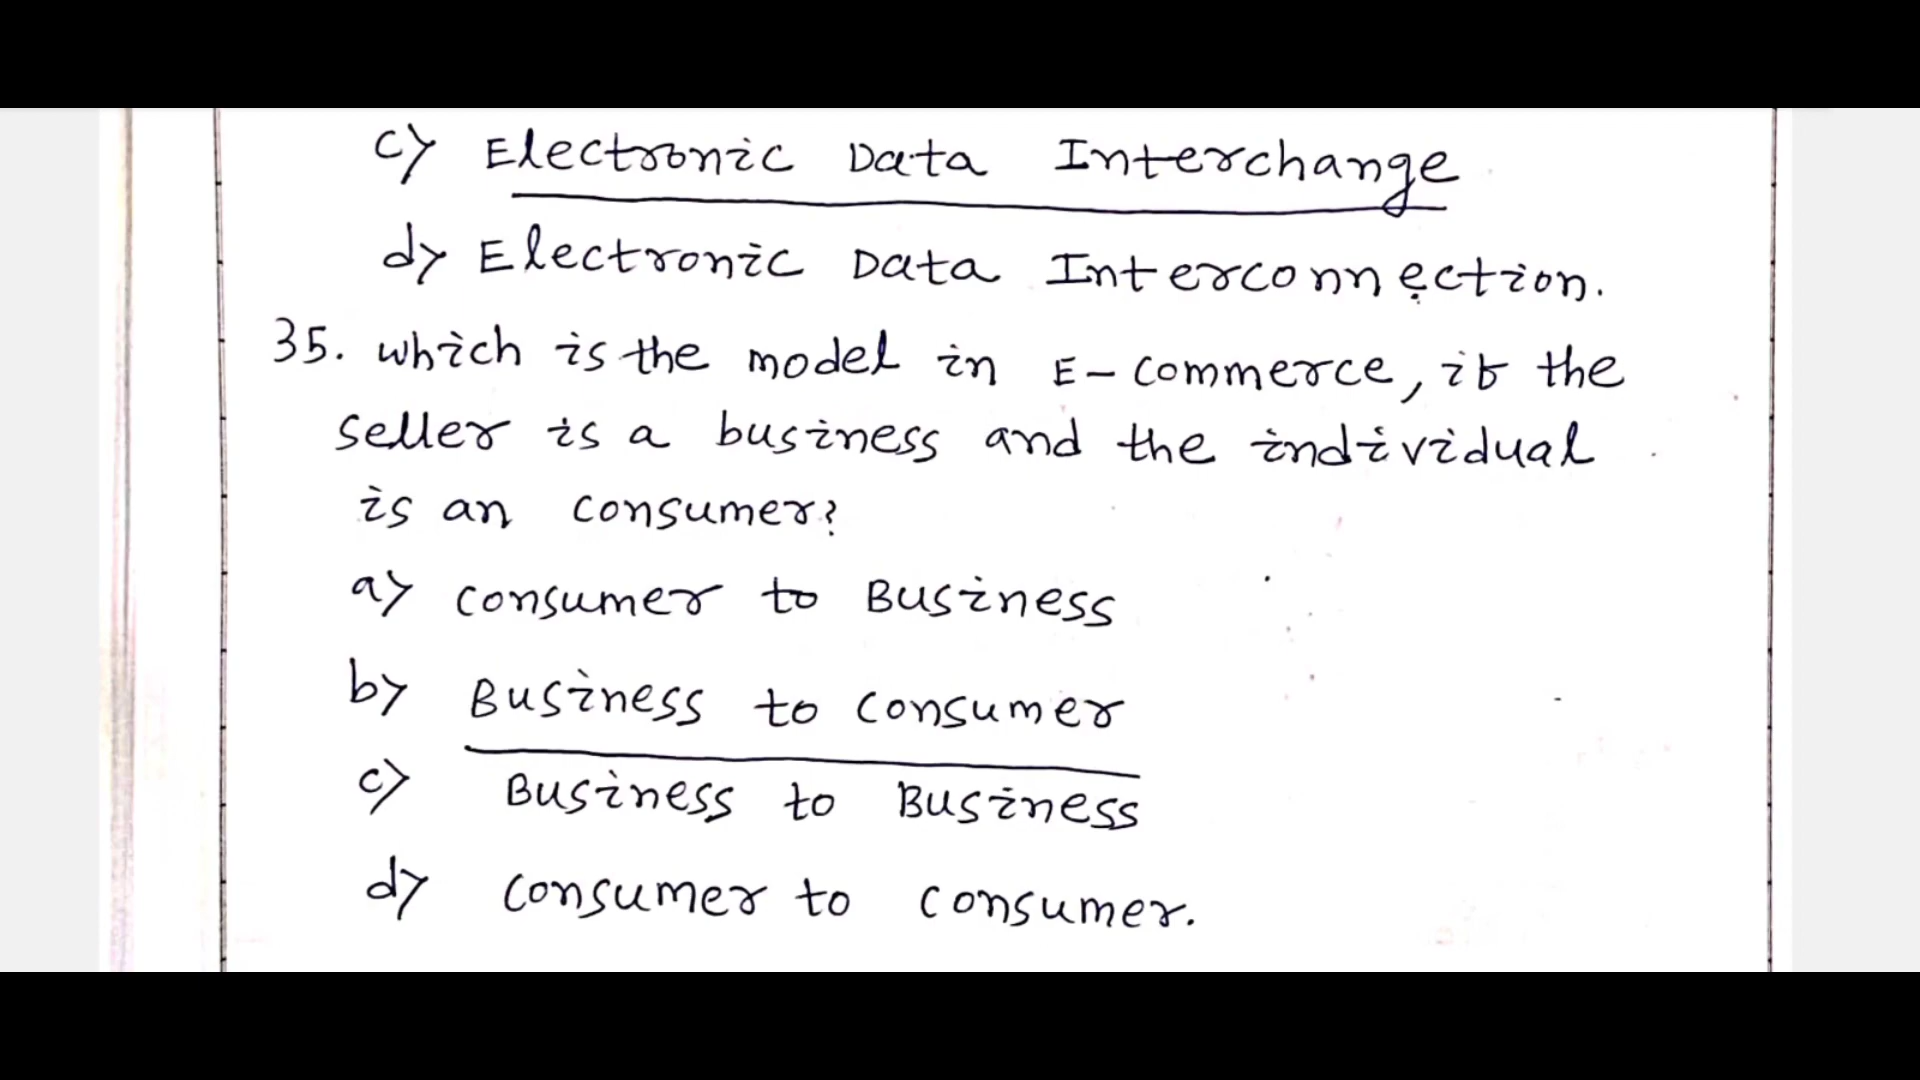 c) Electronic Data Interchange
d) Electronic Data Interconnection.
35. which is the model in E-commerce, if the
seller is a business and the individual
is an consumer?
a) consumer to Business
b) Business to consumer
c) Business to Business
d) consumer to consumer.